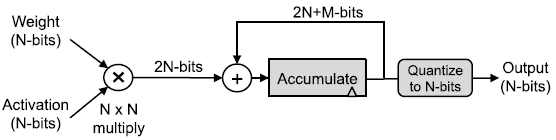 Weight
(N-bits)
Activation
(N-bits)
×
N x N
multiply
2N-bits
+
2N+M-bits
Accumulate
Quantize
to N-bits
Output
(N-bits)